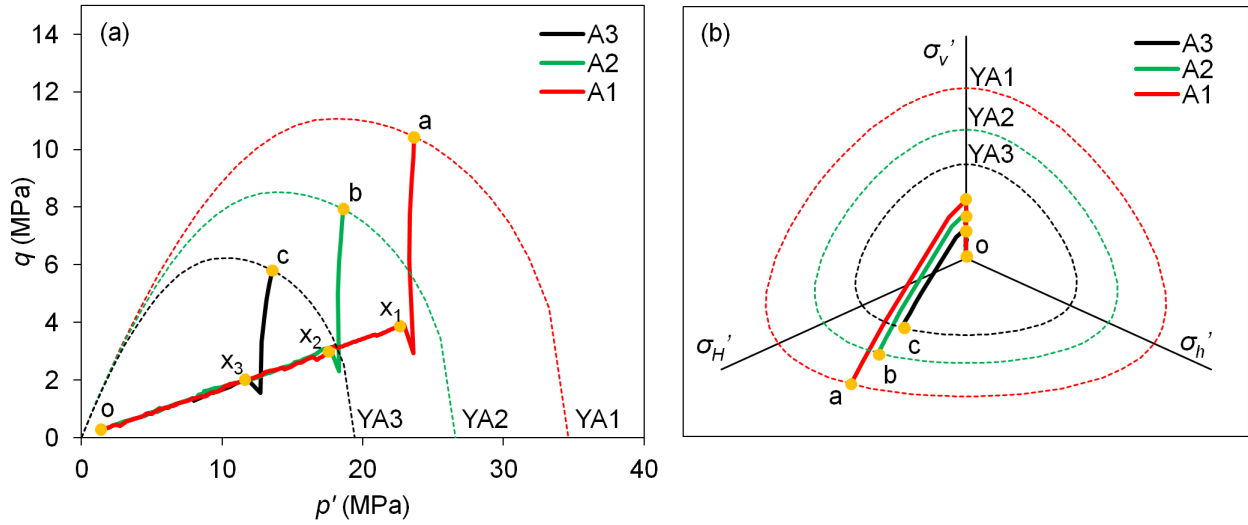 (a)
A3
A2
A1
14
12
10
8
6
4
2
0
q (MPa)
a
b
c
x1
x2
x3
o
YA3
YA2
YA1
0
10
20
30
40
p' (MPa)
(b)
σv'
A3
A2
A1
YA1
YA2
YA3
o
c
b
a
σH'
σh'